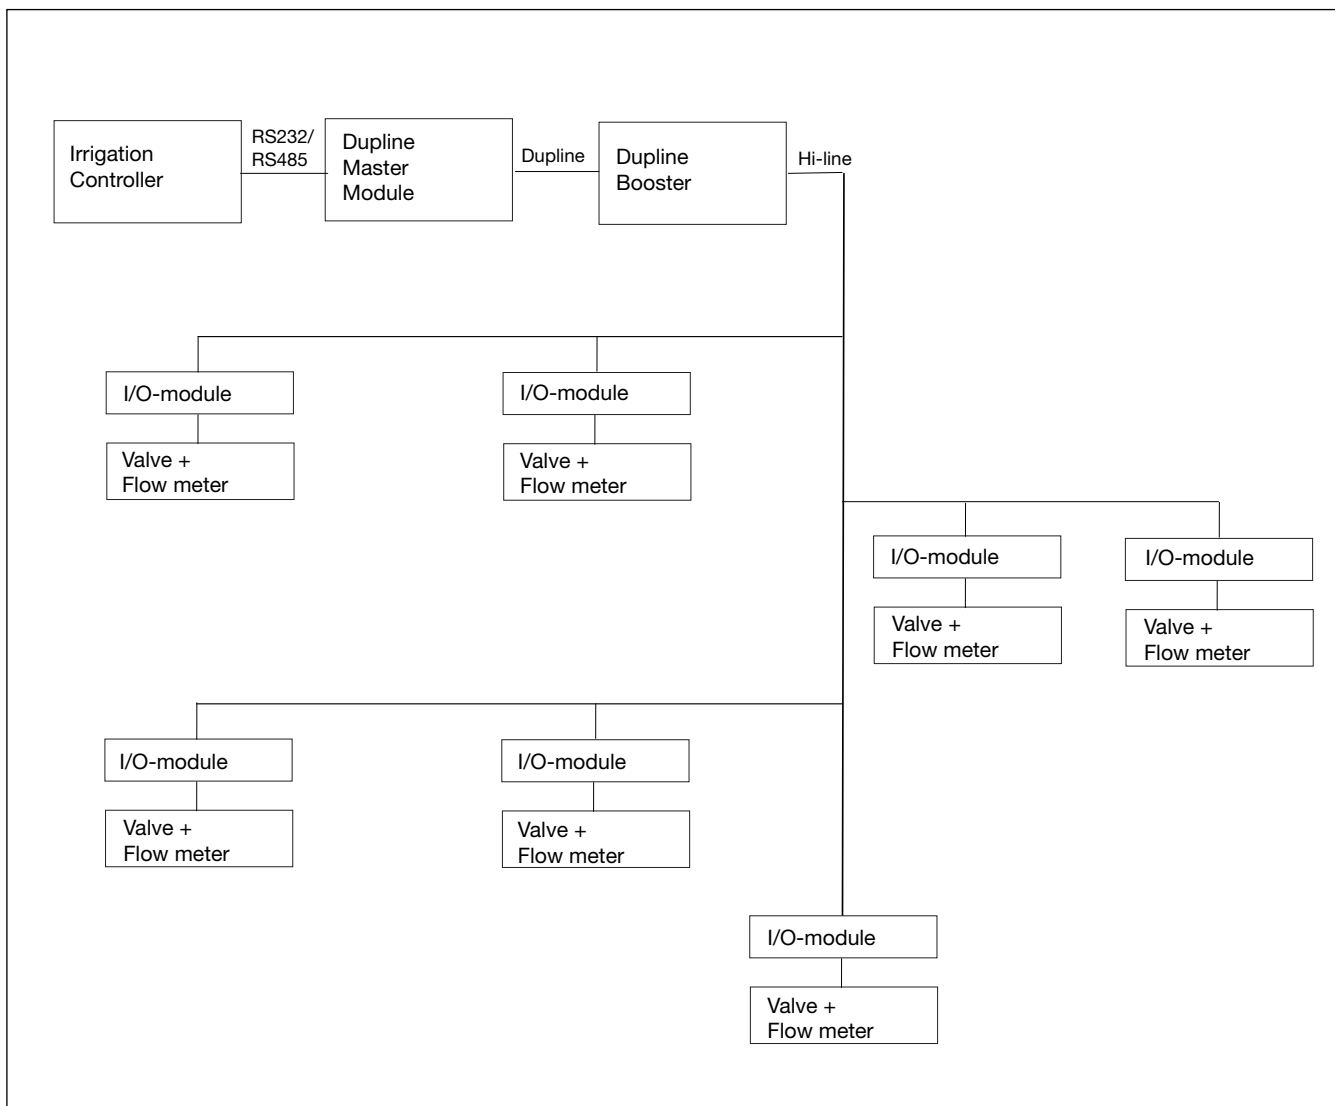 Irrigation
Controller
RS232/
RS485
Dupline
Master
Module
Dupline
Dupline
Booster
Hi-line
I/O-module
Valve +
Flow meter
I/O-module
Valve +
Flow meter
I/O-module
Valve +
Flow meter
I/O-module
Valve +
Flow meter
I/O-module
Valve +
Flow meter
I/O-module
Valve +
Flow meter
I/O-module
Valve +
Flow meter